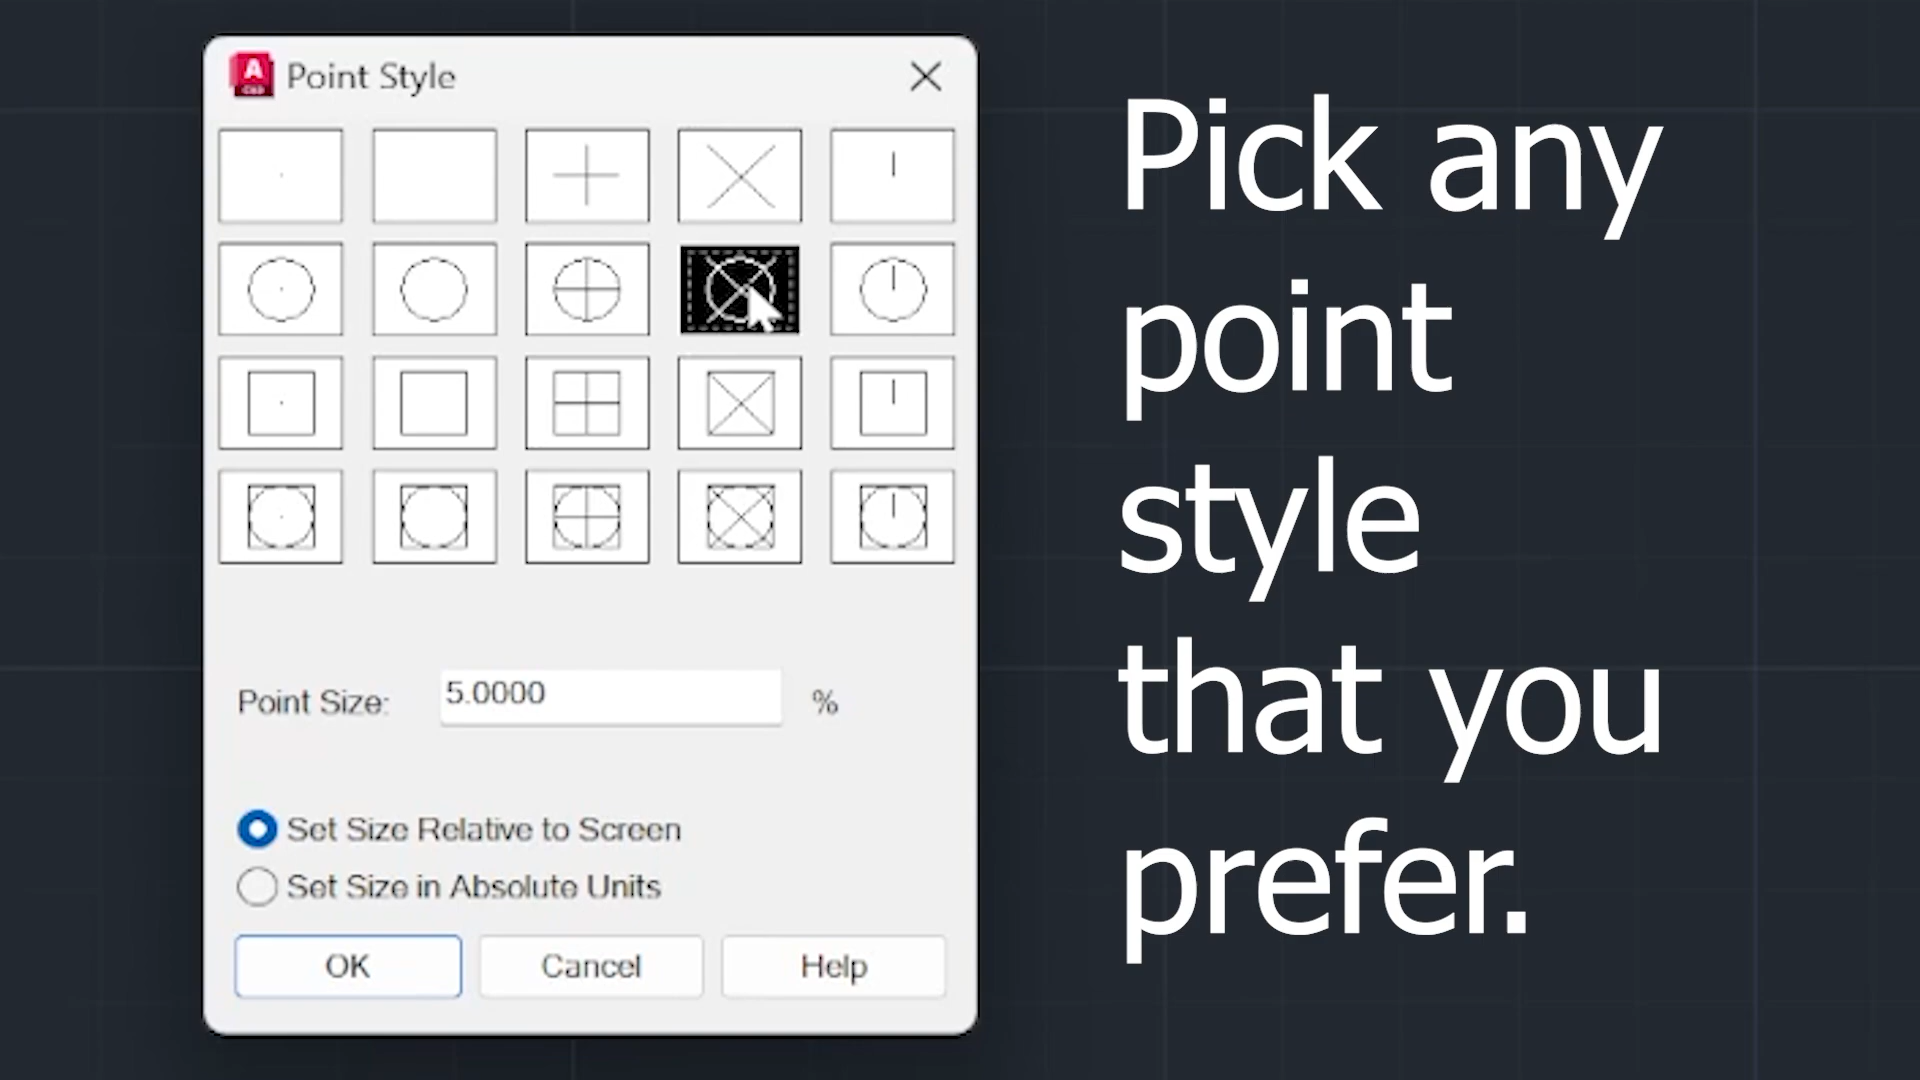 A
CAD
Point Style
Point Size:
5.0000
%
Set Size Relative to Screen
Set Size in Absolute Units
OK
Cancel
Help
Pick any
point
style
that you
prefer.